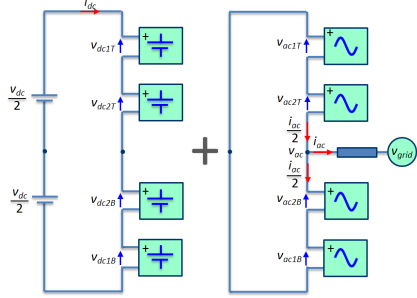 i_dc
v_dc1T
+
v_dc2T
+
v_dc/2
v_dc/2
v_dc2B
+
v_dc1B
+
+
v_ac1T
+
v_ac2T
+
i_ac/2
i_ac
v_ac
v_grid
i_ac/2
v_ac2B
+
v_ac1B
+